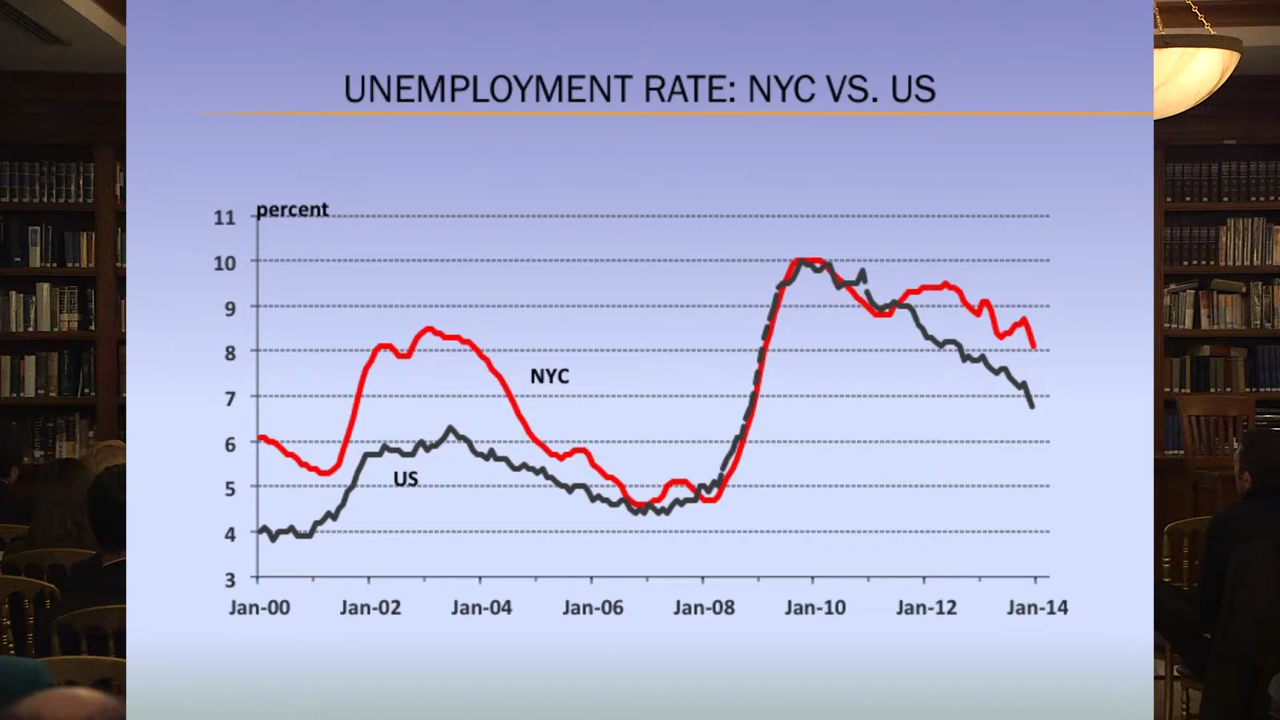 UNEMPLOYMENT RATE: NYC VS. US
percent
11
10
9
8
7
6
5
4
3
NYC
US
Jan-00 Jan-02 Jan-04 Jan-06 Jan-08 Jan-10 Jan-12 Jan-14